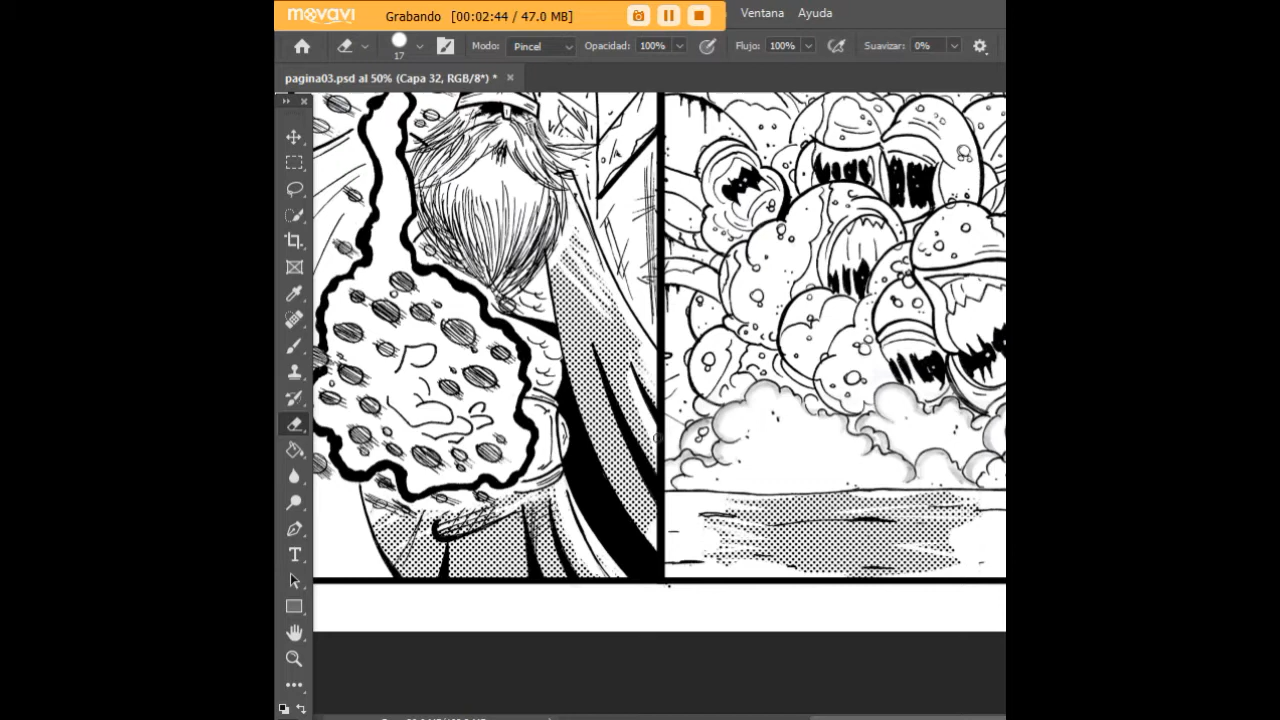 movavi Grabando [00:02:44 / 47.0 MB]
Ventana Ayuda
17 Modo: Pincel Opacidad: 100% Flujo: 100% Suavizar: 0%
pagina03.psd al 50% (Capa 32, RGB/8*) * ×